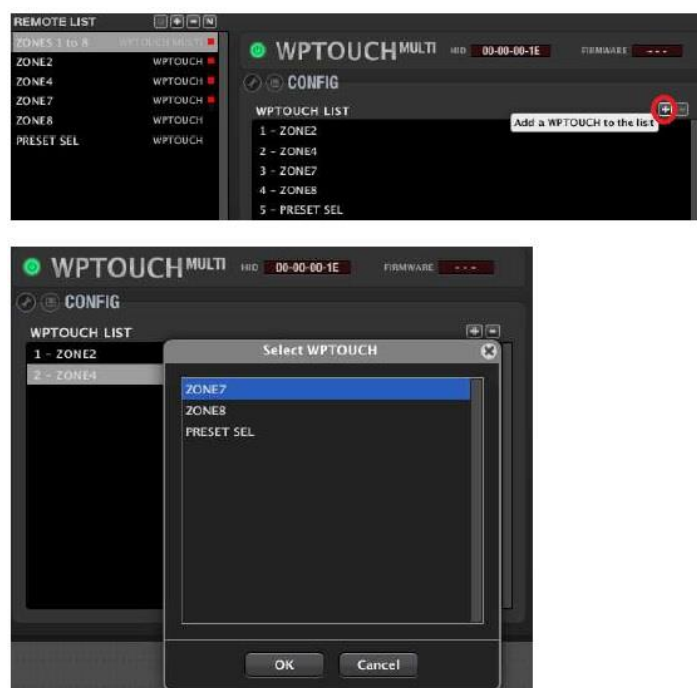 REMOTE LIST + - N
ZONES 1 to 8 WPTOUCH MULTI
ZONE2 WPTOUCH
ZONE4 WPTOUCH
ZONE7 WPTOUCH
ZONE8 WPTOUCH
PRESET SEL WPTOUCH
WPTOUCH MULTI HID 00-00-00-1E FIRMWARE ---
CONFIG
WPTOUCH LIST + -
Add a WPTOUCH to the list
1 - ZONE2
2 - ZONE4
3 - ZONE7
4 - ZONE8
5 - PRESET SEL
WPTOUCH MULTI HID 00-00-00-1E FIRMWARE ---
CONFIG
WPTOUCH LIST + -
1 - ZONE2
2 - ZONE4
Select WPTOUCH
ZONE7
ZONE8
PRESET SEL
OK Cancel